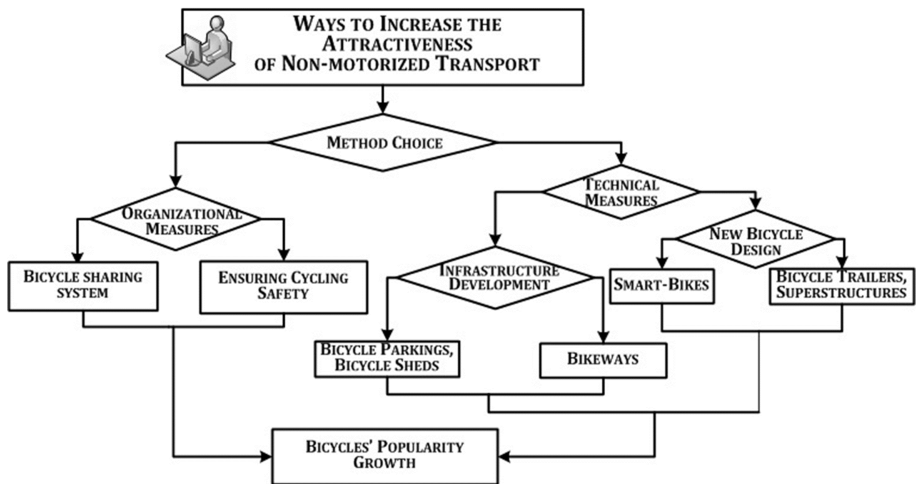 WAYS TO INCREASE THE
ATTRACTIVENESS
OF NON-MOTORIZED TRANSPORT
METHOD CHOICE
ORGANIZATIONAL
MEASURES
TECHNICAL
MEASURES
BICYCLE SHARING
SYSTEM
ENSURING CYCLING
SAFETY
INFRASTRUCTURE
DEVELOPMENT
NEW BICYCLE
DESIGN
SMART-BIKES
BICYCLE TRAILERS,
SUPERSTRUCTURES
BICYCLE PARKINGS,
BICYCLE SHEDS
BIKEWAYS
BICYCLES' POPULARITY
GROWTH